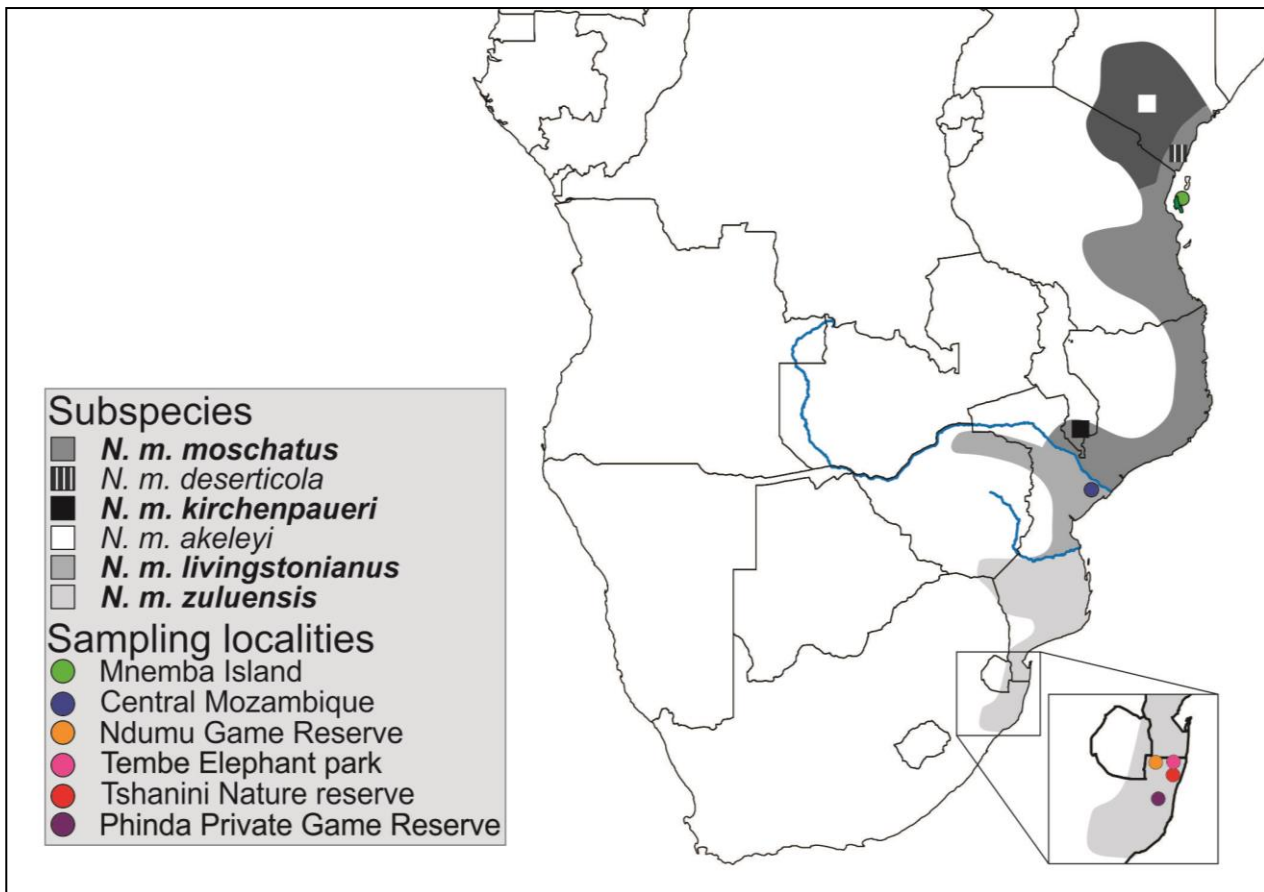 Subspecies
N. m. moschatus
N. m. deserticola
N. m. kirchenpaueri
N. m. akeleyi
N. m. livingstonianus
N. m. zuluensis
Sampling localities
Mnemba Island
Central Mozambique
Ndumu Game Reserve
Tembe Elephant park
Tshanini Nature reserve
Phinda Private Game Reserve